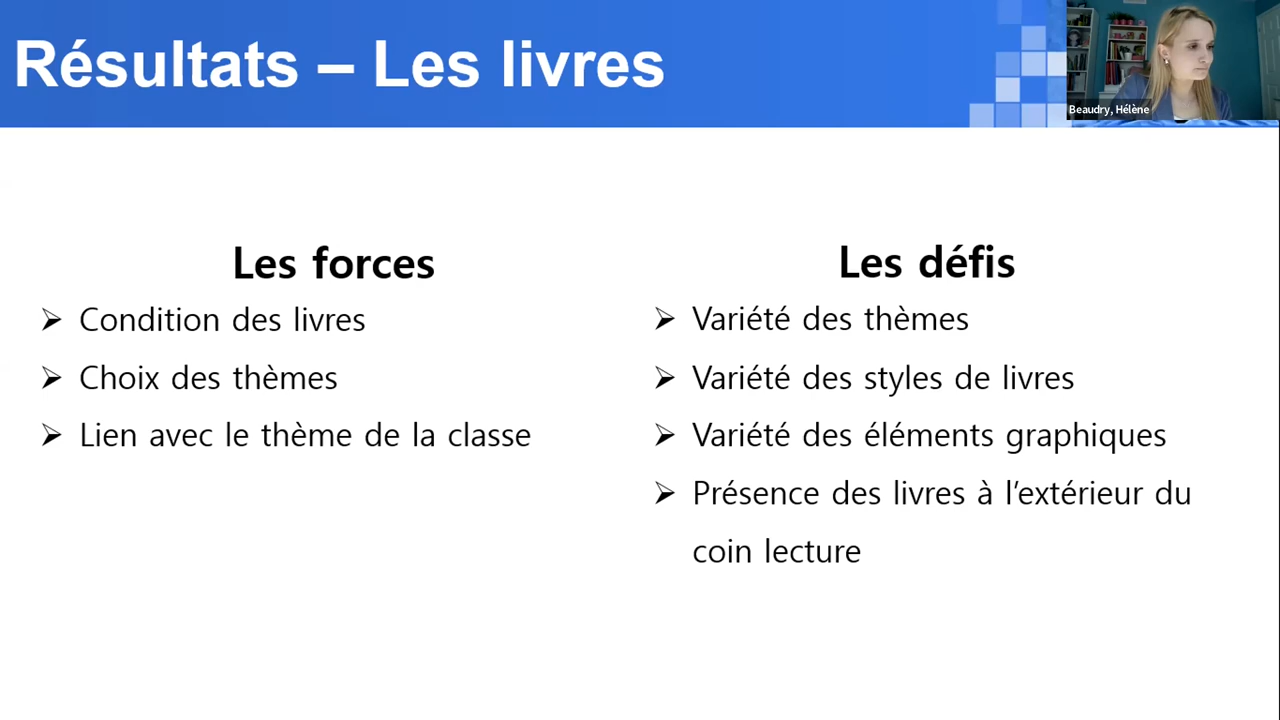 Résultats – Les livres
Beaudry, Hélène
Les forces
➢ Condition des livres
➢ Choix des thèmes
➢ Lien avec le thème de la classe
Les défis
➢ Variété des thèmes
➢ Variété des styles de livres
➢ Variété des éléments graphiques
➢ Présence des livres à l’extérieur du
coin lecture